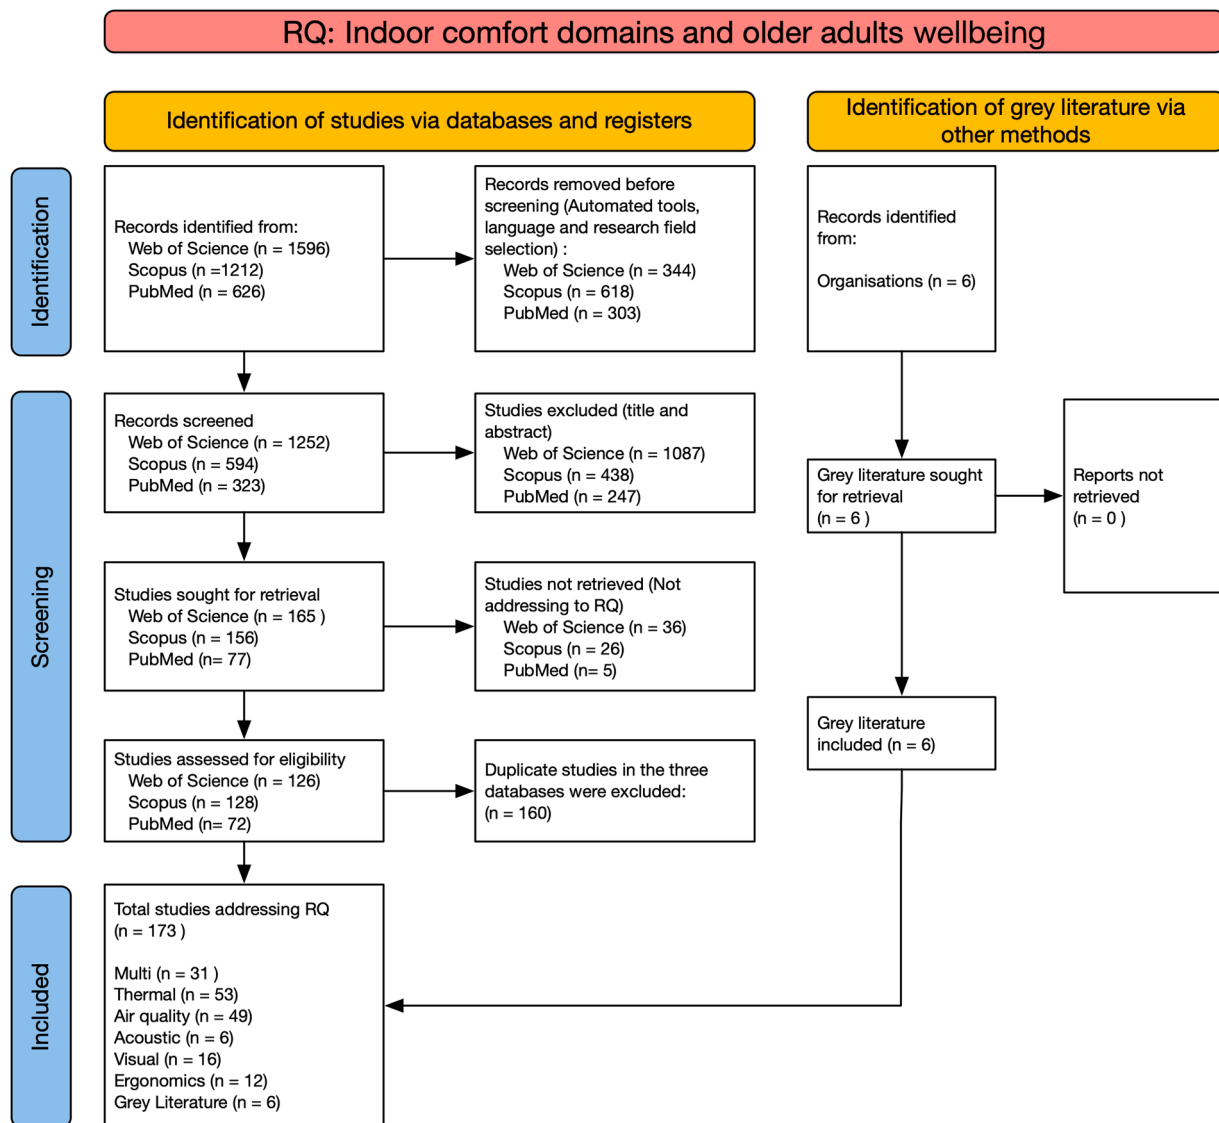 RQ: Indoor comfort domains and older adults wellbeing
Identification of studies via databases and registers
Identification of grey literature via
other methods
Identification
Records identified from:
Web of Science (n = 1596)
Scopus (n =1212)
PubMed (n = 626)
Records removed before
screening (Automated tools,
language and research field
selection) :
Web of Science (n = 344)
Scopus (n = 618)
PubMed (n = 303)
Records identified
from:
Organisations (n = 6)
Screening
Records screened
Web of Science (n = 1252)
Scopus (n = 594)
PubMed (n = 323)
Studies excluded (title and
abstract)
Web of Science (n = 1087)
Scopus (n = 438)
PubMed (n = 247)
Grey literature sought
for retrieval
(n = 6 )
Reports not
retrieved
(n = 0 )
Studies sought for retrieval
Web of Science (n = 165 )
Scopus (n = 156)
PubMed (n= 77)
Studies not retrieved (Not
addressing to RQ)
Web of Science (n = 36)
Scopus (n = 26)
PubMed (n= 5)
Studies assessed for eligibility
Web of Science (n = 126)
Scopus (n = 128)
PubMed (n= 72)
Duplicate studies in the three
databases were excluded:
(n = 160)
Grey literature
included (n = 6)
Included
Total studies addressing RQ
(n = 173 )
Multi (n = 31 )
Thermal (n = 53)
Air quality (n = 49)
Acoustic (n = 6)
Visual (n = 16)
Ergonomics (n = 12)
Grey Literature (n = 6)